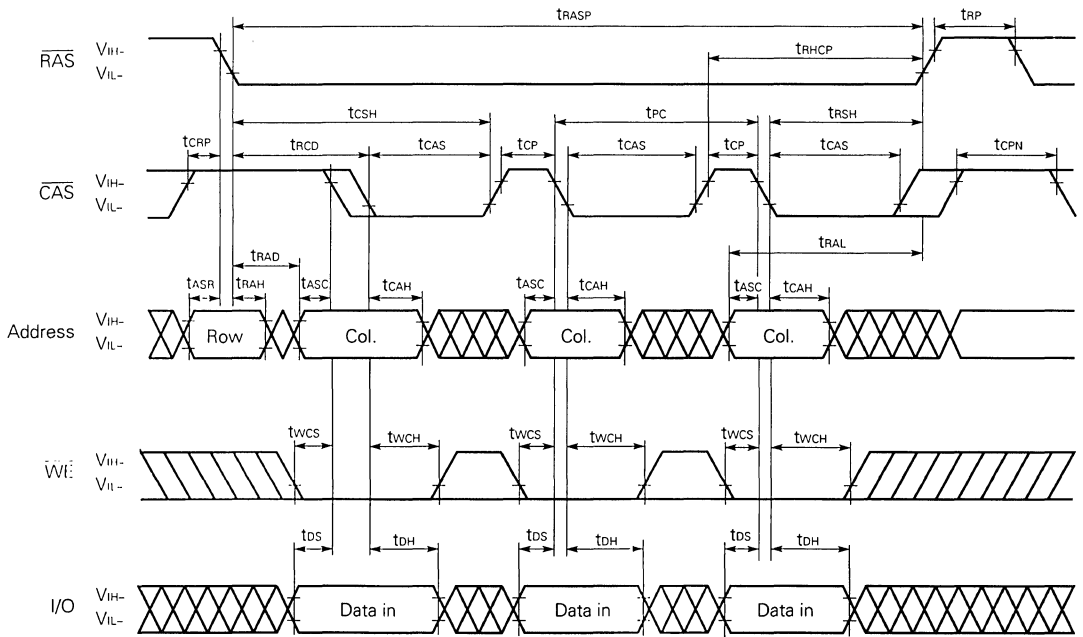 tRASP tRP
RAS VIH– VIL– tRHCP
tCSH tPC tRSH
tCRP tRCD tCAS tCP tCAS tCP tCAS tCPN
CAS VIH– VIL–
tRAD tRAL
tASR tRAH tASC tCAH tASC tCAH tASC tCAH
Address VIH– VIL– Row Col. Col. Col.
tWCS tWCH tWCS tWCH tWCS tWCH
WE VIH– VIL–
tDS tDH tDS tDH tDS tDH
I/O VIH– VIL– Data in Data in Data in